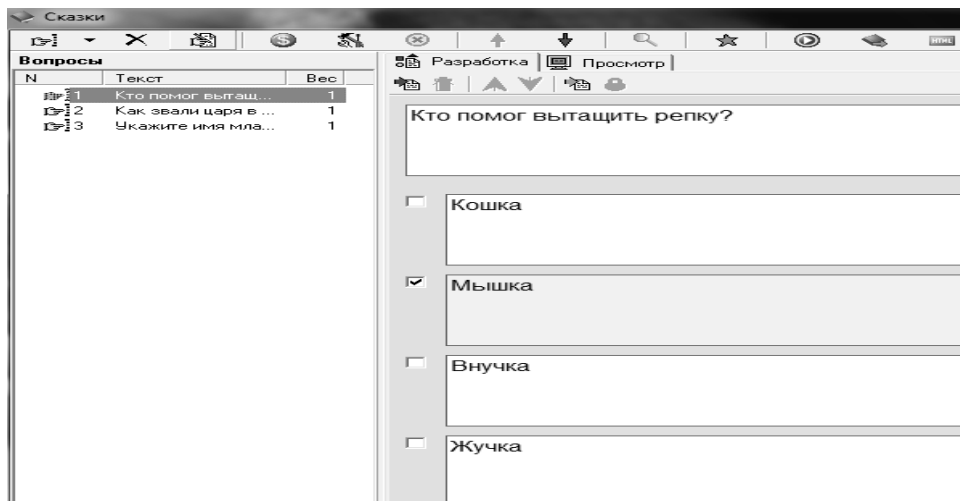 Сказки
HTML
Вопросы
N Текст Вес
1 Кто помог вытащ... 1
2 Как звали царя в ... 1
3 Укажите имя мла... 1
Разработка Просмотр
Кто помог вытащить репку?
Кошка
Мышка
Внучка
Жучка